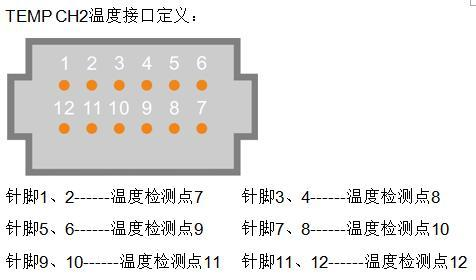 TEMP CH2温度接口定义：
1 2 3 4 5 6
12 11 10 9 8 7
针脚1、2------温度检测点7 针脚3、4------温度检测点8
针脚5、6------温度检测点9 针脚7、8------温度检测点10
针脚9、10------温度检测点11 针脚11、12------温度检测点12